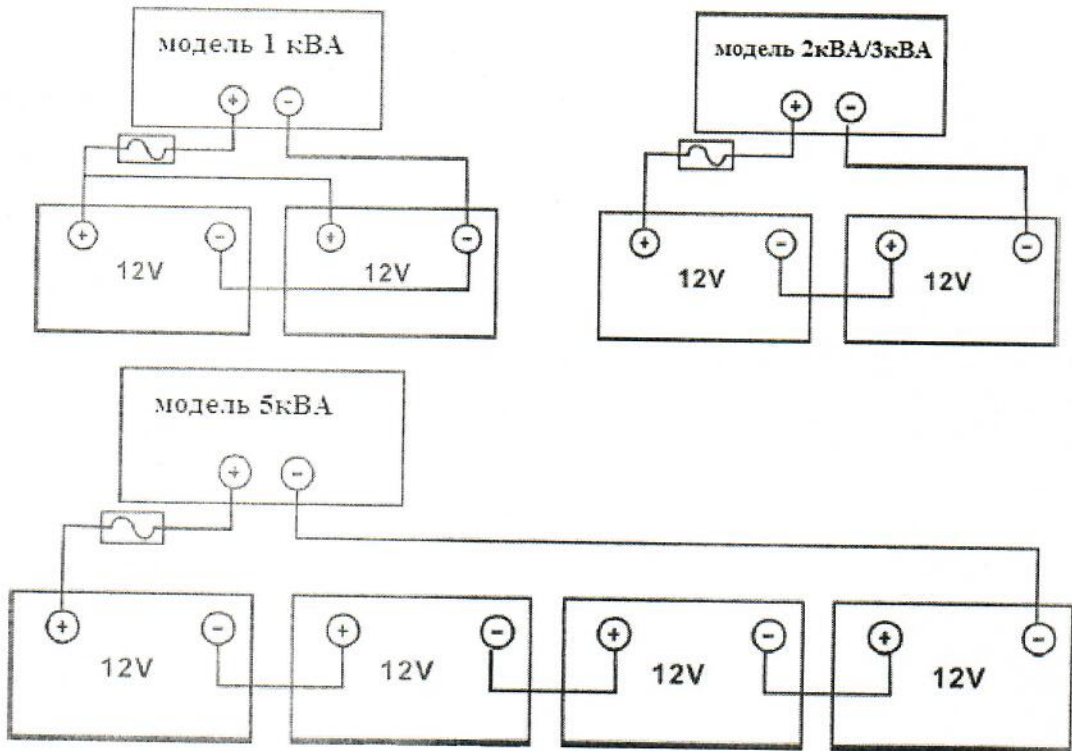 модель 1 кВА
+ −
+ − + −
12V 12V
модель 2кВА/3кВА
+ −
+ − + −
12V 12V
модель 5кВА
+ −
+ − + − + − + −
12V 12V 12V 12V